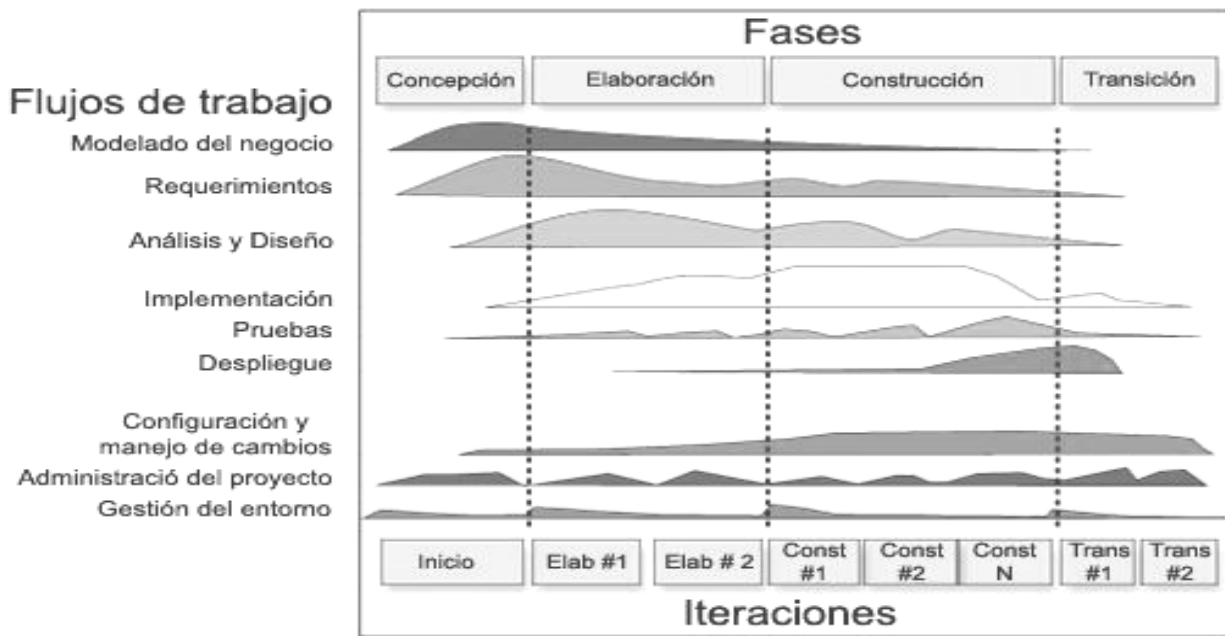 Fases
Concepción
Elaboración
Construcción
Transición
Flujos de trabajo
Modelado del negocio
Requerimientos
Análisis y Diseño
Implementación
Pruebas
Despliegue
Configuración y
manejo de cambios
Administració del proyecto
Gestión del entorno
Inicio
Elab #1
Elab # 2
Const
#1
Const
#2
Const
N
Trans
#1
Trans
#2
Iteraciones